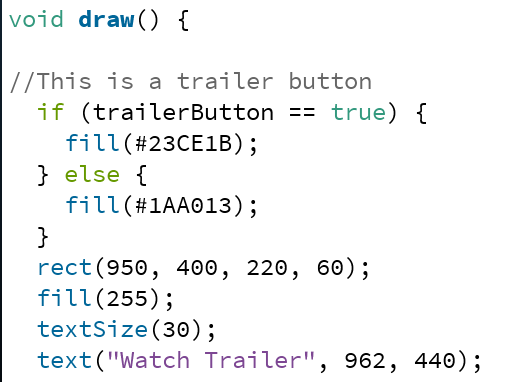 void draw() {
//This is a trailer button
if (trailerButton == true) {
fill(#23CE1B);
} else {
fill(#1AA013);
}
rect(950, 400, 220, 60);
fill(255);
textSize(30);
text("Watch Trailer", 962, 440);